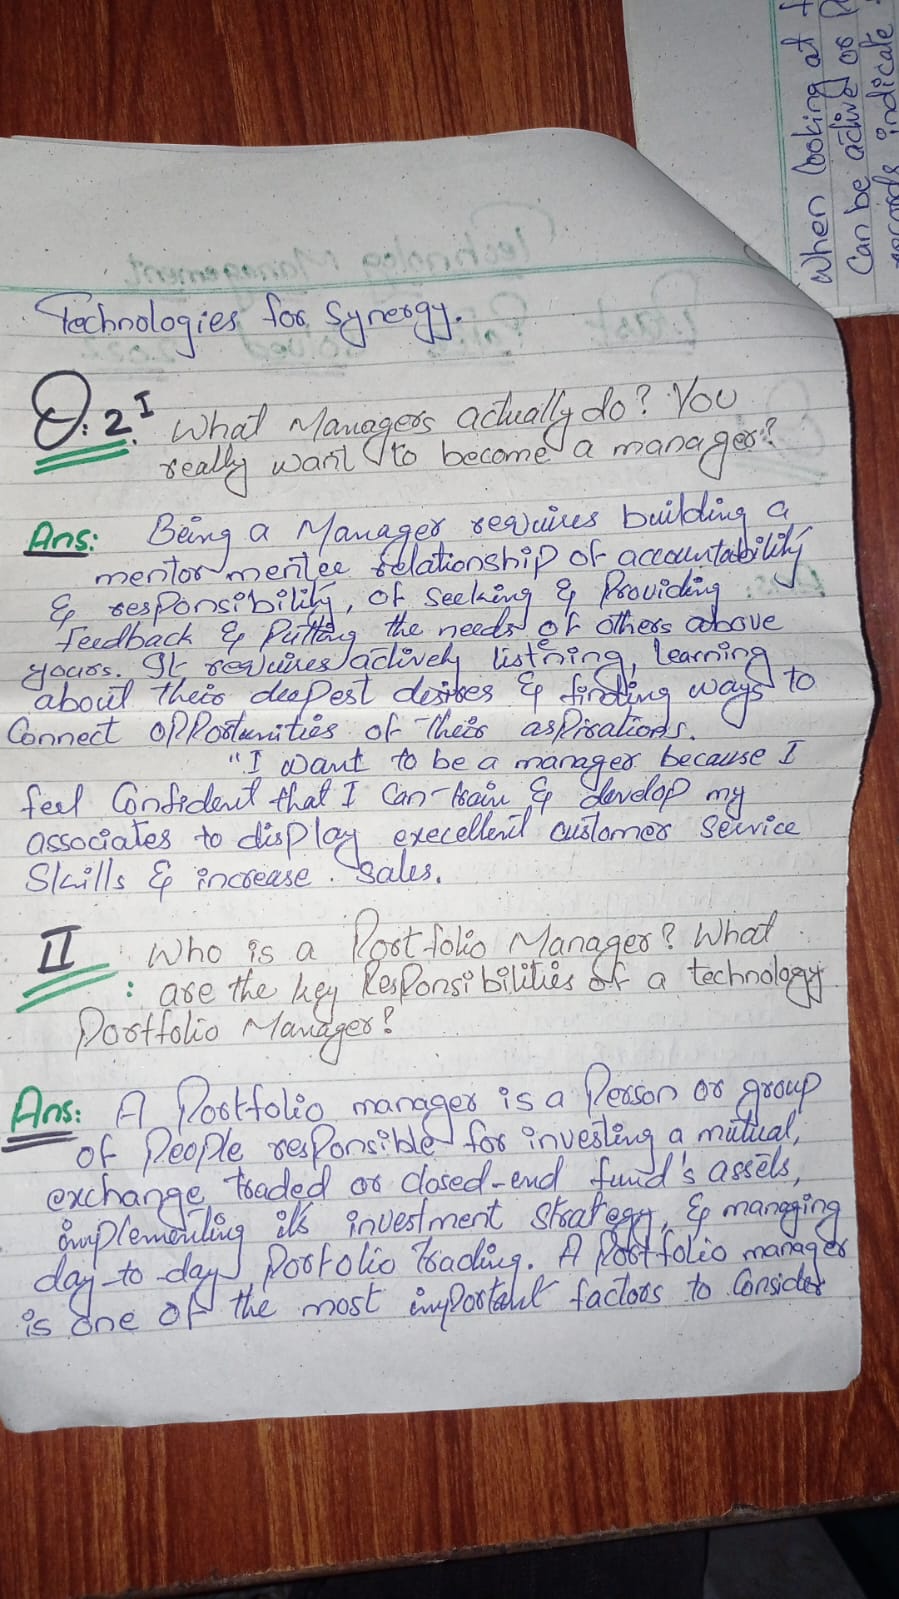 When looking at f
Can be active or p
records indicate
Technologies for Synergy.
Q:2. I What Managers actually do? You
really want to become a manager?
Ans: Being a Manager requires building a
mentor mentee relationship of accountability
& responsibility, of seeking & Providing
feedback & Putting the needs of others above
yours. It requires actively listning, learning
about their deepest desires & finding ways to
Connect opportunities of their aspirations.
"I want to be a manager because I
feel Confident that I can train & develop my
associates to display execellent customer service
Skills & increase. Sales.
II : Who is a Portfolio Manager? What
: are the key Responsibilities of a technology
Portfolio Manager?
Ans: A Portfolio manager is a Person or group
of People responsible for investing a mutual,
exchange traded or closed-end fund's assets,
implementing its investment strategy, & managing
day-to-day Portolio trading. A Portfolio manager
is one of the most important factors to Consider